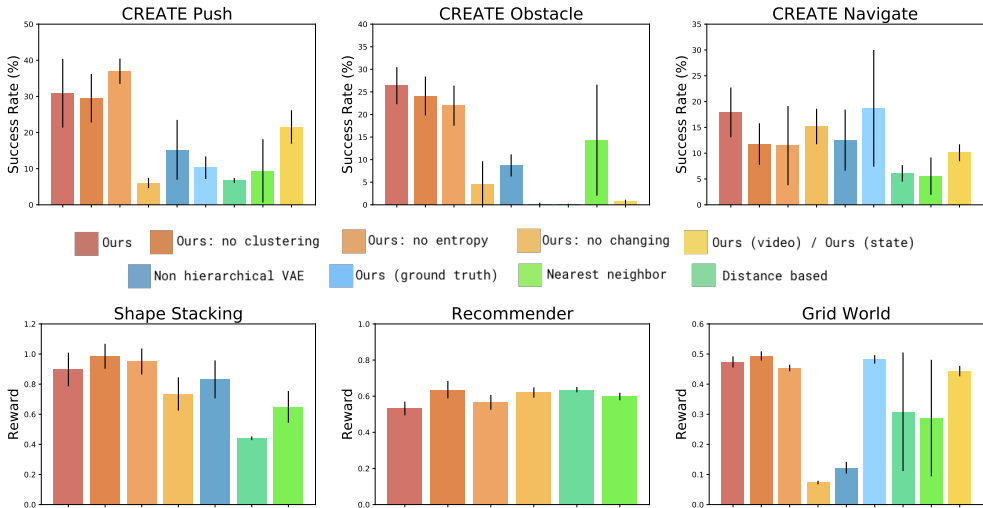 CREATE Push
CREATE Obstacle
CREATE Navigate
Success Rate (%)
50
40
30
20
10
0
Success Rate (%)
40
35
30
25
20
15
10
5
0
Success Rate (%)
35
30
25
20
15
10
5
0
Ours
Ours: no clustering
Ours: no entropy
Ours: no changing
Ours (video) / Ours (state)
Non hierarchical VAE
Ours (ground truth)
Nearest neighbor
Distance based
Shape Stacking
Recommender
Grid World
Reward
1.2
1.0
0.8
0.6
0.4
0.2
0.0
Reward
1.0
0.8
0.6
0.4
0.2
0.0
Reward
0.6
0.5
0.4
0.3
0.2
0.1
0.0